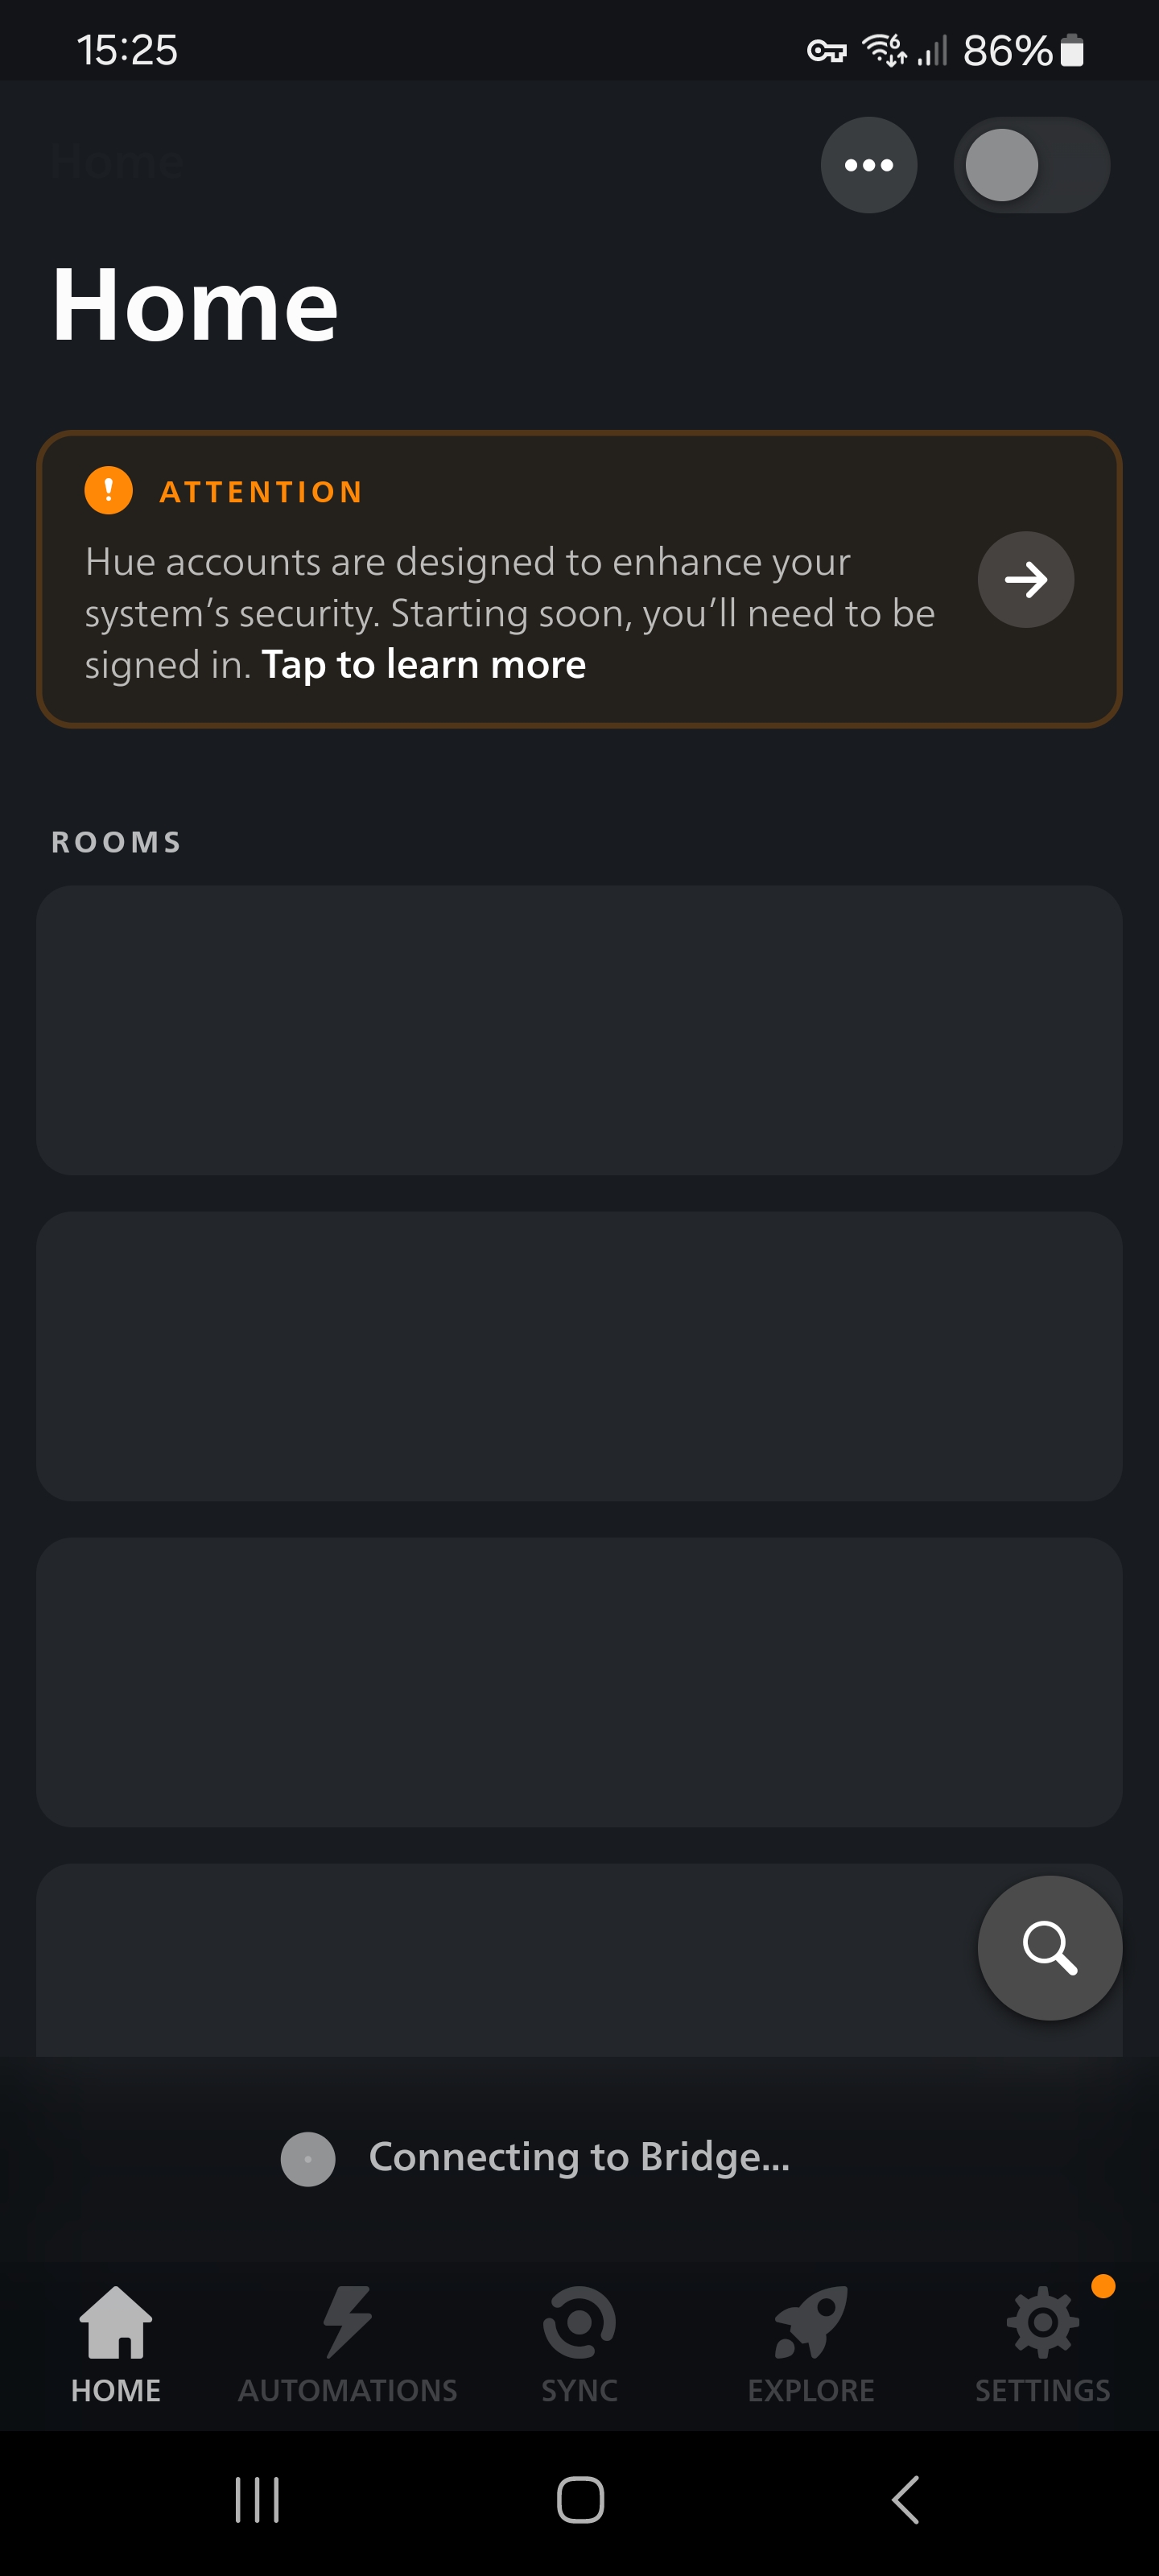 15:25
6
86%
Home
Home
ATTENTION
Hue accounts are designed to enhance your
system’s security. Starting soon, you’ll need to be
signed in. Tap to learn more
ROOMS
Connecting to Bridge...
HOME
AUTOMATIONS
SYNC
EXPLORE
SETTINGS